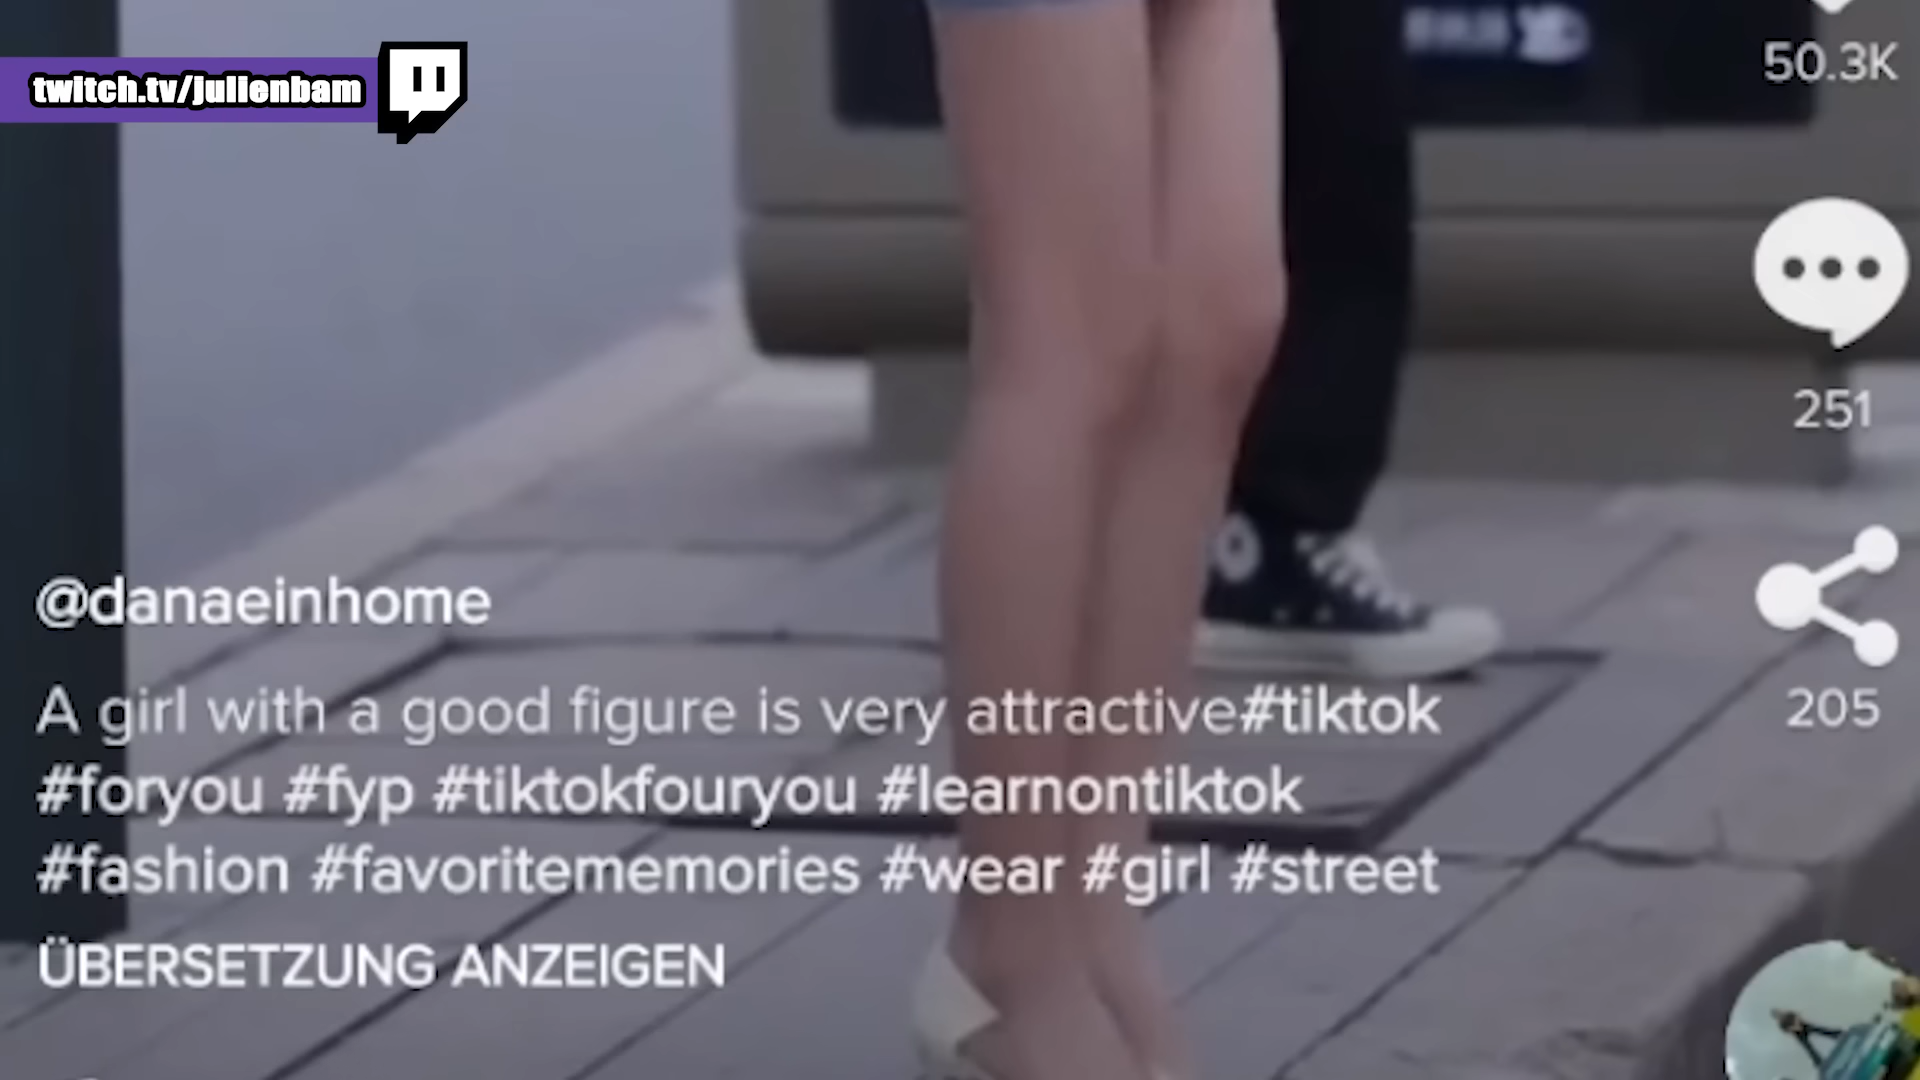 twitch.tv/julienbam
50.3K
251
205
@danaeinhome
A girl with a good figure is very attractive#tiktok
#foryou #fyp #tiktokfouryou #learnontiktok
#fashion #favoritememories #wear #girl #street
ÜBERSETZUNG ANZEIGEN